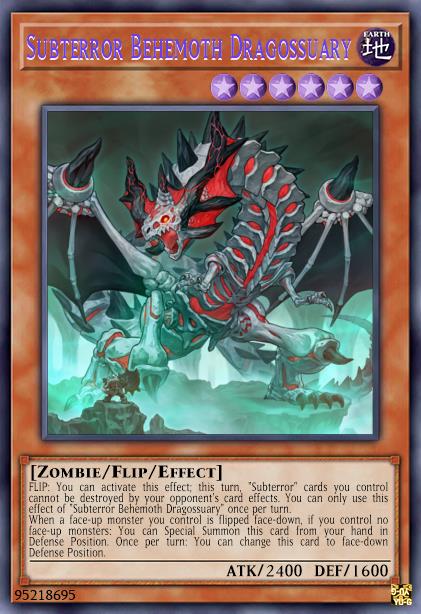 SUBTERROR BEHEMOTH DRAGOSSUARY
EARTH
地
[ZOMBIE/FLIP/EFFECT]
FLIP: You can activate this effect; this turn, "Subterror" cards you control
cannot be destroyed by your opponent's card effects. You can only use this
effect of "Subterror Behemoth Dragossuary" once per turn.
When a face-up monster you control is flipped face-down, if you control no
face-up monsters: You can Special Summon this card from your hand in
Defense Position. Once per turn: You can change this card to face-down
Defense Position.
ATK/2400 DEF/1600
95218695